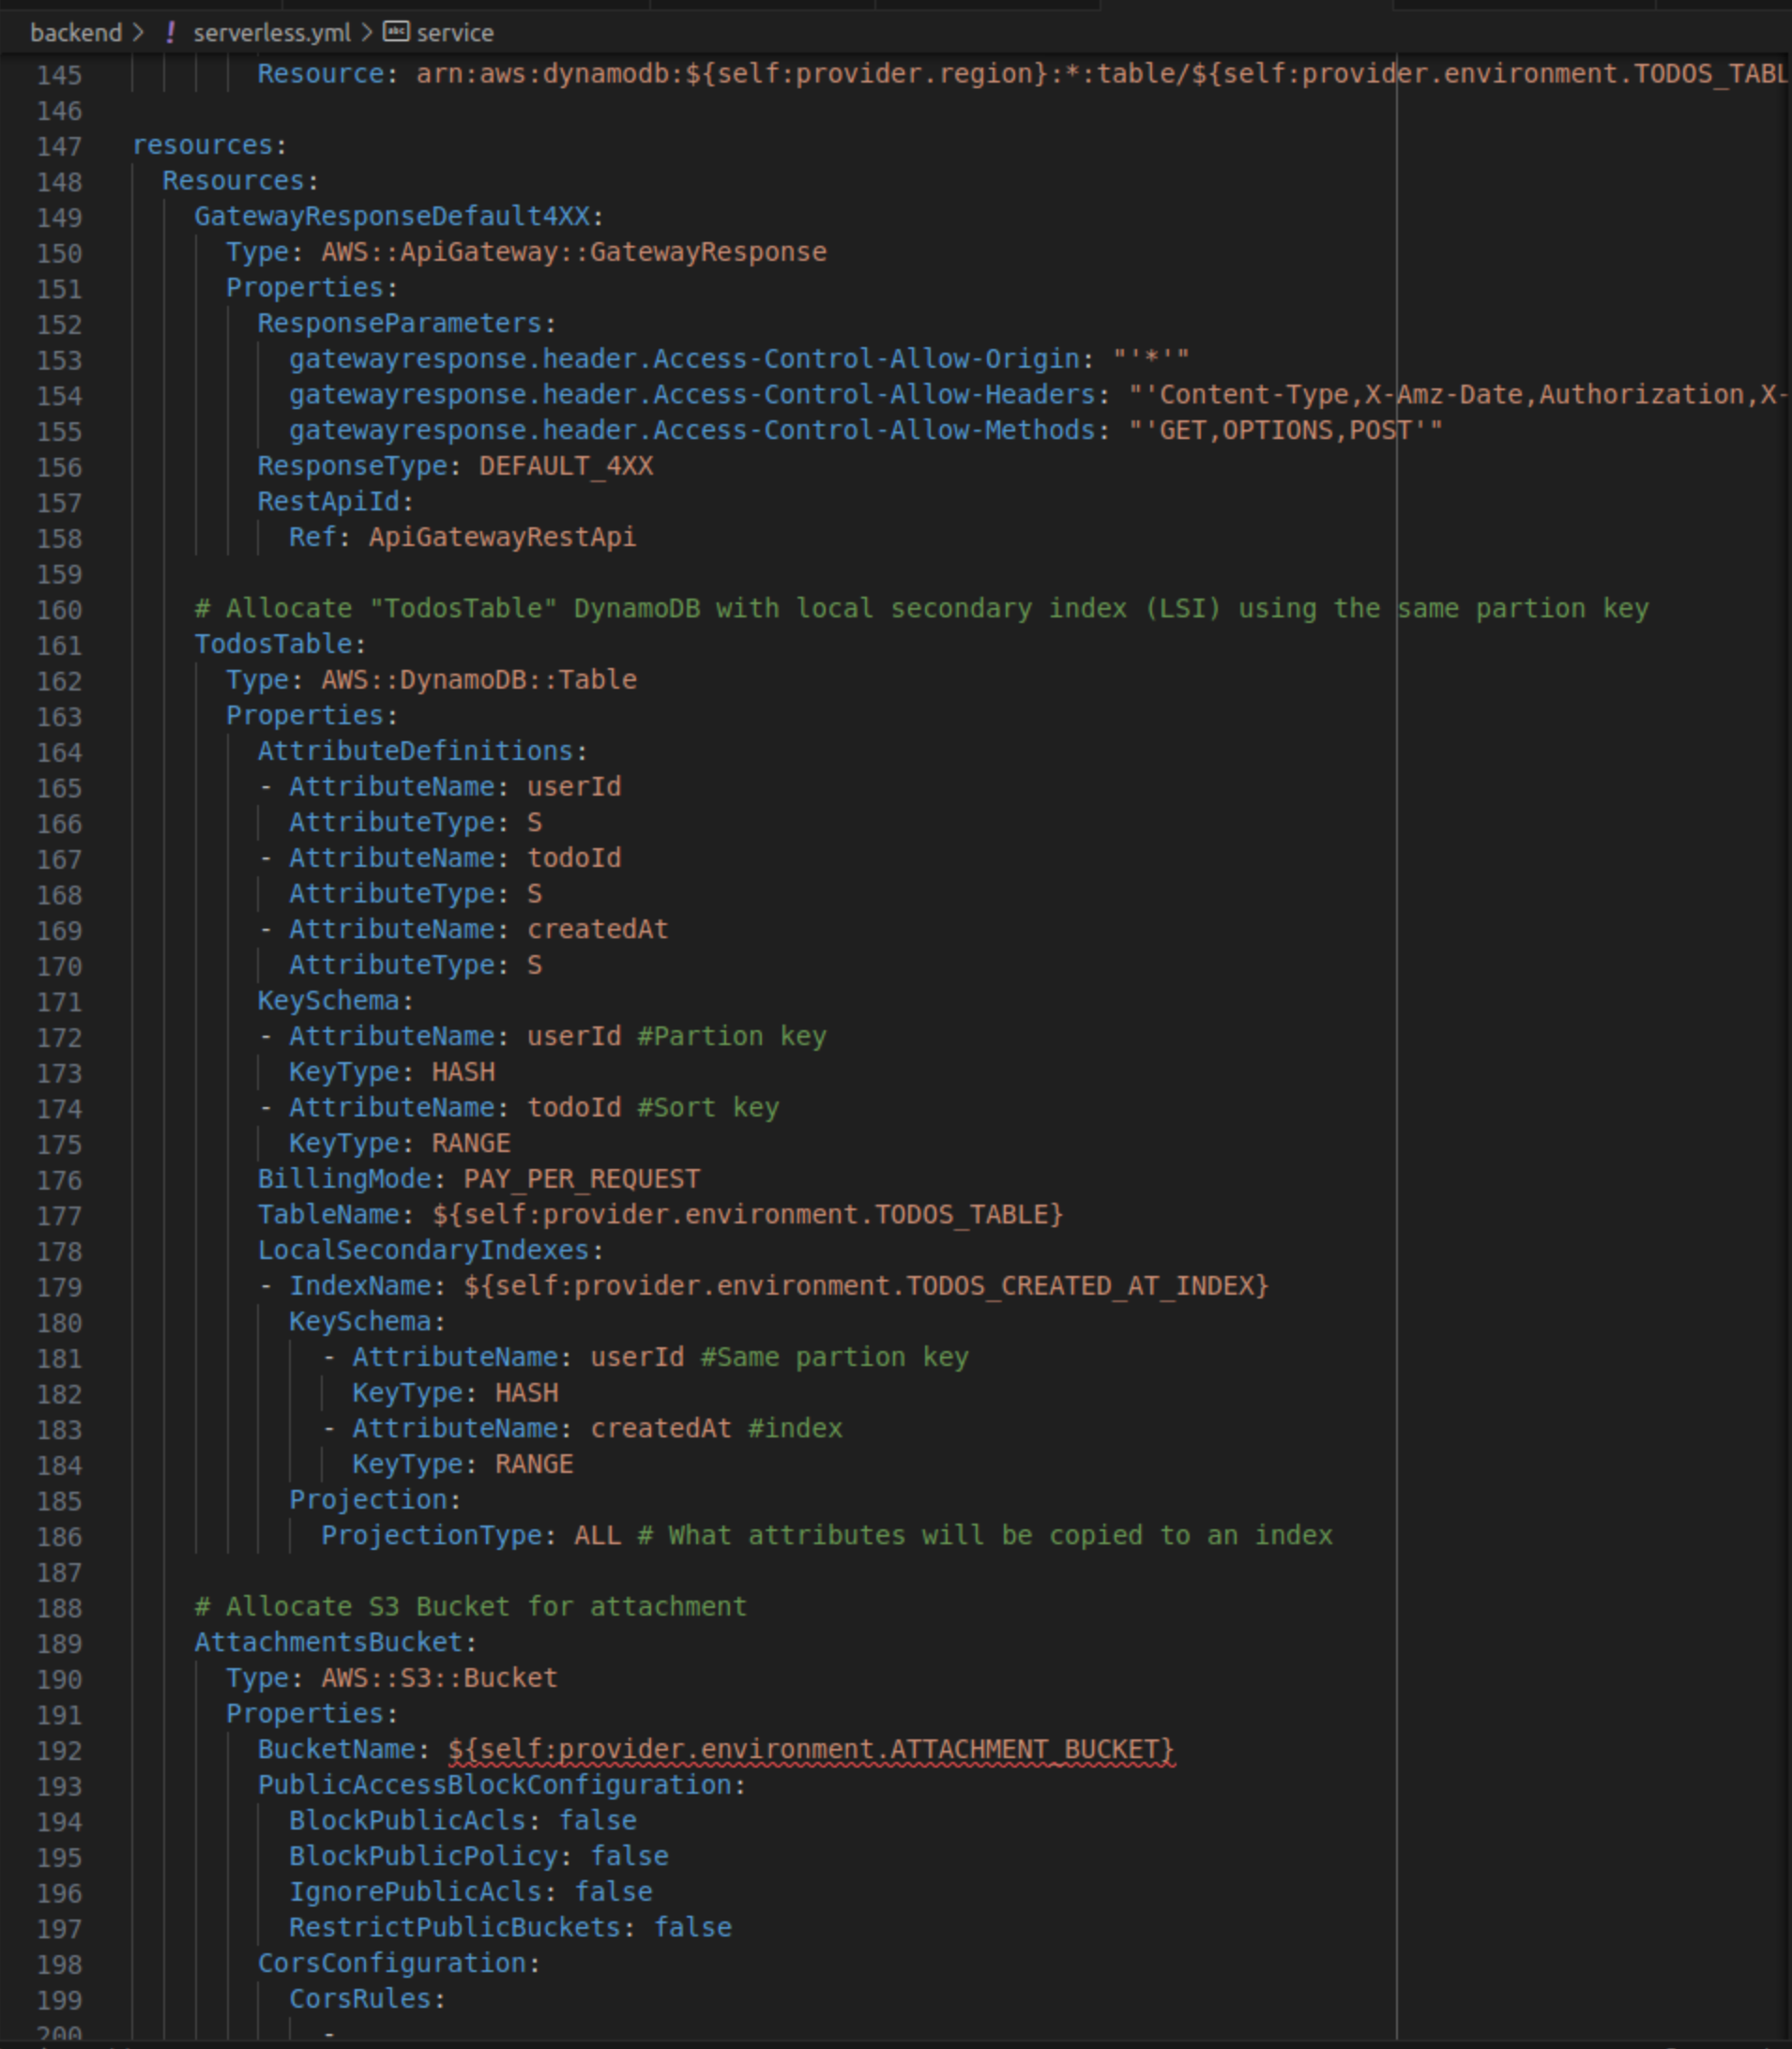 backend > ! serverless.yml > abc service
145 Resource: arn:aws:dynamodb:${self:provider.region}:*:table/${self:provider.environment.TODOS_TABL
146
147 resources:
148   Resources:
149     GatewayResponseDefault4XX:
150       Type: AWS::ApiGateway::GatewayResponse
151       Properties:
152         ResponseParameters:
153           gatewayresponse.header.Access-Control-Allow-Origin: "'*'"
154           gatewayresponse.header.Access-Control-Allow-Headers: "'Content-Type,X-Amz-Date,Authorization,X-
155           gatewayresponse.header.Access-Control-Allow-Methods: "'GET,OPTIONS,POST'"
156         ResponseType: DEFAULT_4XX
157         RestApiId:
158           Ref: ApiGatewayRestApi
159
160     # Allocate "TodosTable" DynamoDB with local secondary index (LSI) using the same partion key
161     TodosTable:
162       Type: AWS::DynamoDB::Table
163       Properties:
164         AttributeDefinitions:
165         - AttributeName: userId
166           AttributeType: S
167         - AttributeName: todoId
168           AttributeType: S
169         - AttributeName: createdAt
170           AttributeType: S
171         KeySchema:
172         - AttributeName: userId #Partion key
173           KeyType: HASH
174         - AttributeName: todoId #Sort key
175           KeyType: RANGE
176         BillingMode: PAY_PER_REQUEST
177         TableName: ${self:provider.environment.TODOS_TABLE}
178         LocalSecondaryIndexes:
179         - IndexName: ${self:provider.environment.TODOS_CREATED_AT_INDEX}
180           KeySchema:
181             - AttributeName: userId #Same partion key
182               KeyType: HASH
183             - AttributeName: createdAt #index
184               KeyType: RANGE
185           Projection:
186             ProjectionType: ALL # What attributes will be copied to an index
187
188     # Allocate S3 Bucket for attachment
189     AttachmentsBucket:
190       Type: AWS::S3::Bucket
191       Properties:
192         BucketName: ${self:provider.environment.ATTACHMENT_BUCKET}
193         PublicAccessBlockConfiguration:
194           BlockPublicAcls: false
195           BlockPublicPolicy: false
196           IgnorePublicAcls: false
197           RestrictPublicBuckets: false
198         CorsConfiguration:
199           CorsRules:
200             -